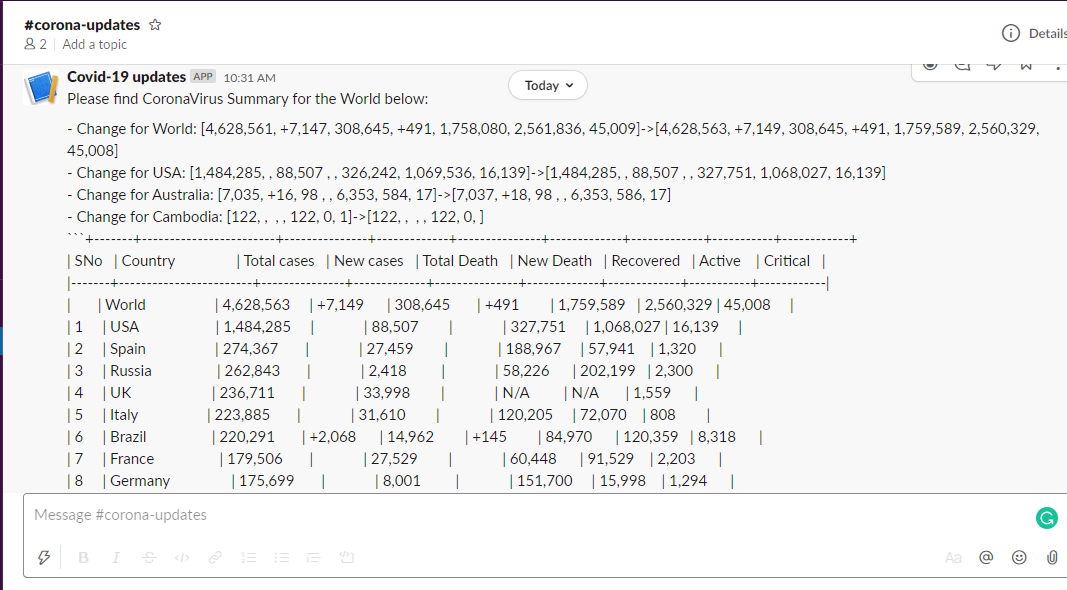 #corona-updates
2 | Add a topic
Details
Covid-19 updates APP 10:31 AM
Today
Please find CoronaVirus Summary for the World below:
- Change for World: [4,628,561, +7,147, 308,645, +491, 1,758,080, 2,561,836, 45,009]->[4,628,563, +7,149, 308,645, +491, 1,759,589, 2,560,329,
45,008]
- Change for USA: [1,484,285, , 88,507 , , 326,242, 1,069,536, 16,139]->[1,484,285, , 88,507 , , 327,751, 1,068,027, 16,139]
- Change for Australia: [7,035, +16, 98 , , 6,353, 584, 17]->[7,037, +18, 98 , , 6,353, 586, 17]
- Change for Cambodia: [122, , , , 122, 0, 1]->[122, , , , 122, 0, ]
```+-------+------------------------+---------------+--------------+----------------+-------------+--------------+-----------+------------+
| SNo | Country | Total cases | New cases | Total Death | New Death | Recovered | Active | Critical |
|-------+------------------------+---------------+--------------+----------------+-------------+--------------+-----------+------------|
| | World | 4,628,563 | +7,149 | 308,645 | +491 | 1,759,589 | 2,560,329 | 45,008 |
| 1 | USA | 1,484,285 | | 88,507 | | 327,751 | 1,068,027 | 16,139 |
| 2 | Spain | 274,367 | | 27,459 | | 188,967 | 57,941 | 1,320 |
| 3 | Russia | 262,843 | | 2,418 | | 58,226 | 202,199 | 2,300 |
| 4 | UK | 236,711 | | 33,998 | | N/A | N/A | 1,559 |
| 5 | Italy | 223,885 | | 31,610 | | 120,205 | 72,070 | 808 |
| 6 | Brazil | 220,291 | +2,068 | 14,962 | +145 | 84,970 | 120,359 | 8,318 |
| 7 | France | 179,506 | | 27,529 | | 60,448 | 91,529 | 2,203 |
| 8 | Germany | 175,699 | | 8,001 | | 151,700 | 15,998 | 1,294 |
Message #corona-updates
B I S </> Aa @